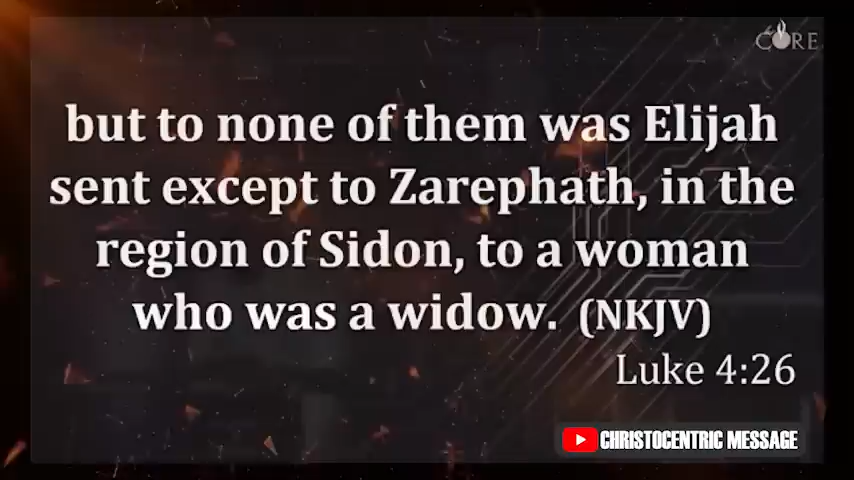 CORE
but to none of them was Elijah
sent except to Zarephath, in the
region of Sidon, to a woman
who was a widow. (NKJV)
Luke 4:26
CHRISTOCENTRIC MESSAGE